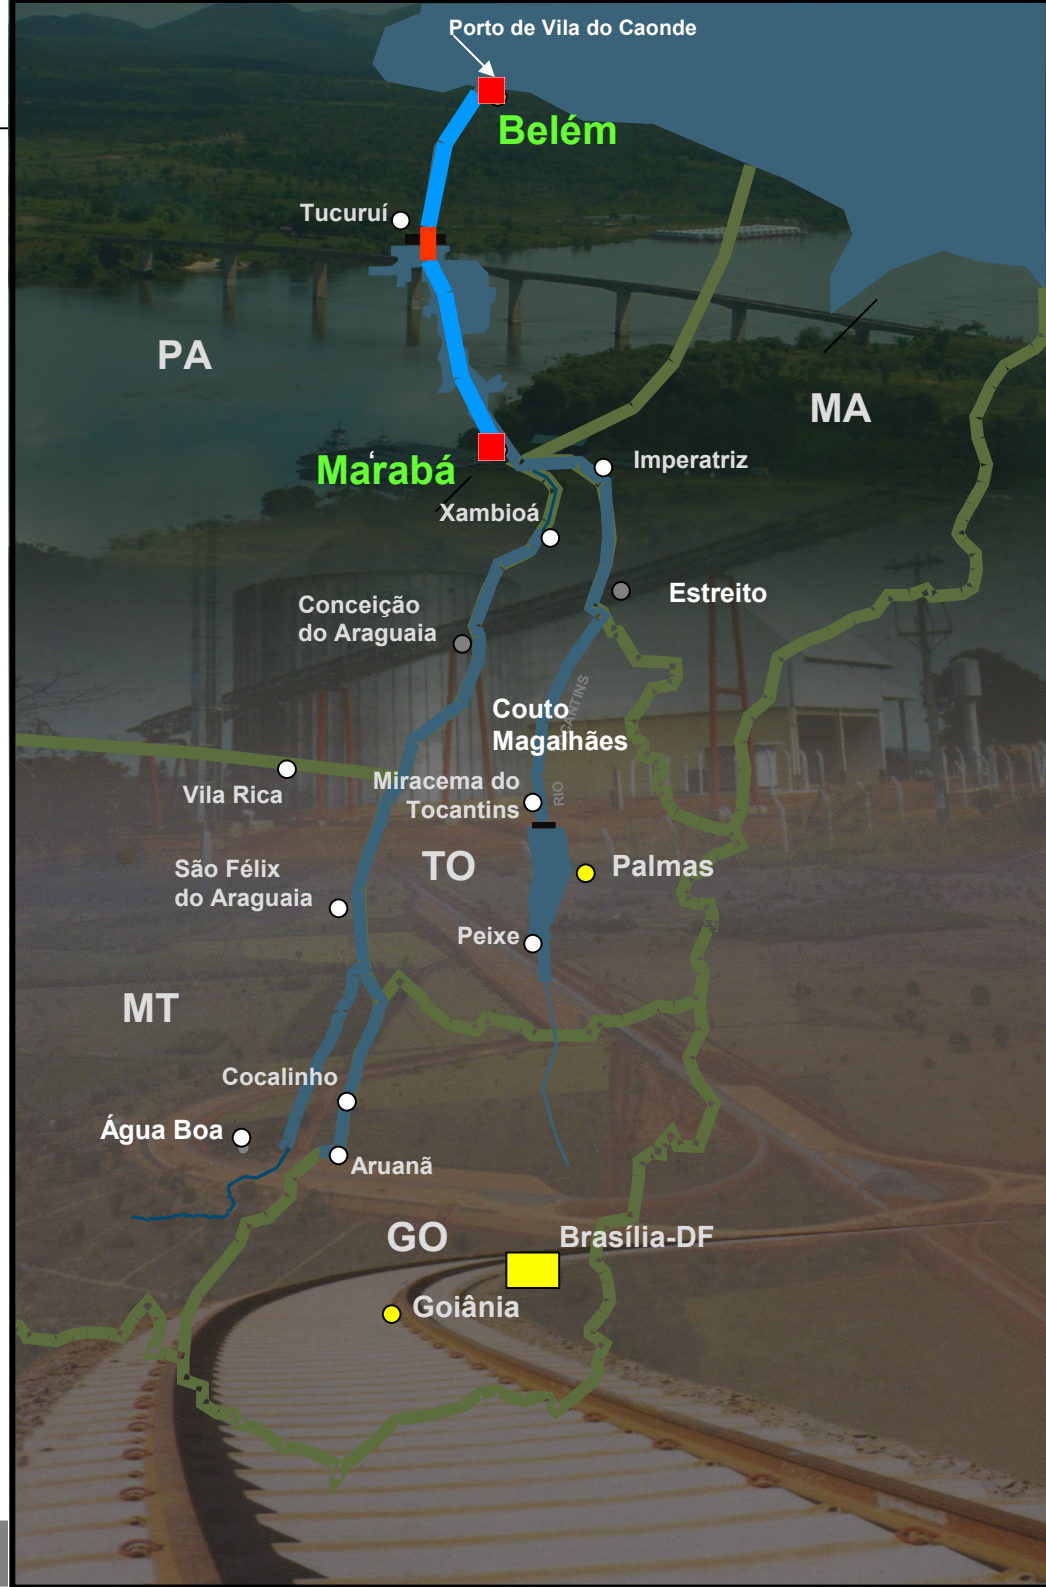 Porto de Vila do Caonde
Belém
Tucuruí
PA
MA
Marabá
Imperatriz
Xambioá
Estreito
Conceição
do Araguaia
CANTINS
Couto
Magalhães
Miracema do
Tocantins
RIO
Vila Rica
TO
Palmas
São Félix
do Araguaia
Peixe
MT
Cocalinho
Água Boa
Aruanã
GO
Brasília-DF
Goiânia